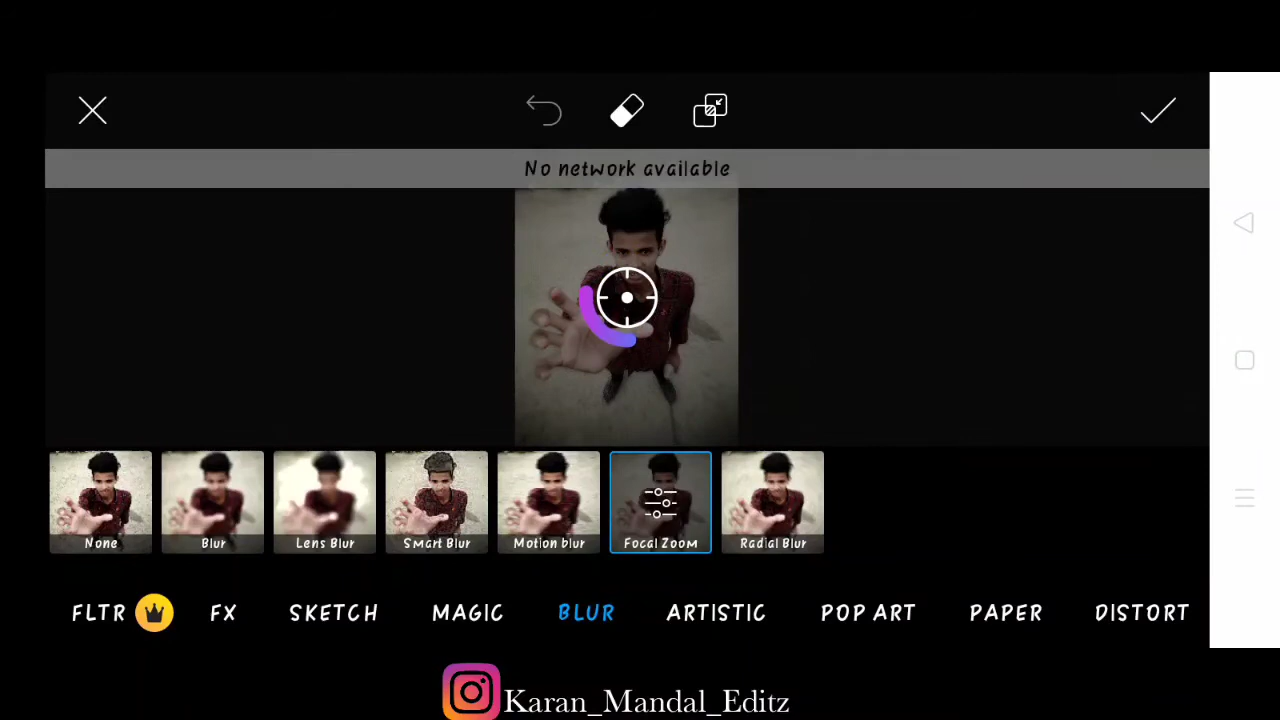 No network available
None
Blur
Lens Blur
Smart Blur
Motion blur
Focal Zoom
Radial Blur
FLTR FX SKETCH MAGIC BLUR ARTISTIC POP ART PAPER DISTORT
Karan_Mandal_Editz